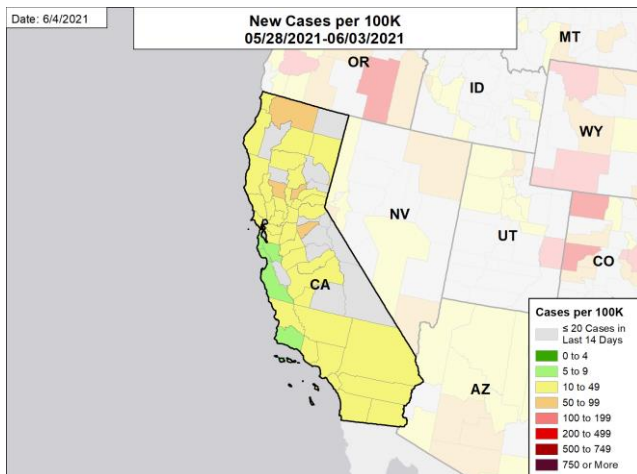 Date: 6/4/2021
New Cases per 100K
05/28/2021-06/03/2021
MT
OR
ID
WY
NV
UT
CO
CA
AZ
Cases per 100K
≤ 20 Cases in
Last 14 Days
0 to 4
5 to 9
10 to 49
50 to 99
100 to 199
200 to 499
500 to 749
750 or More